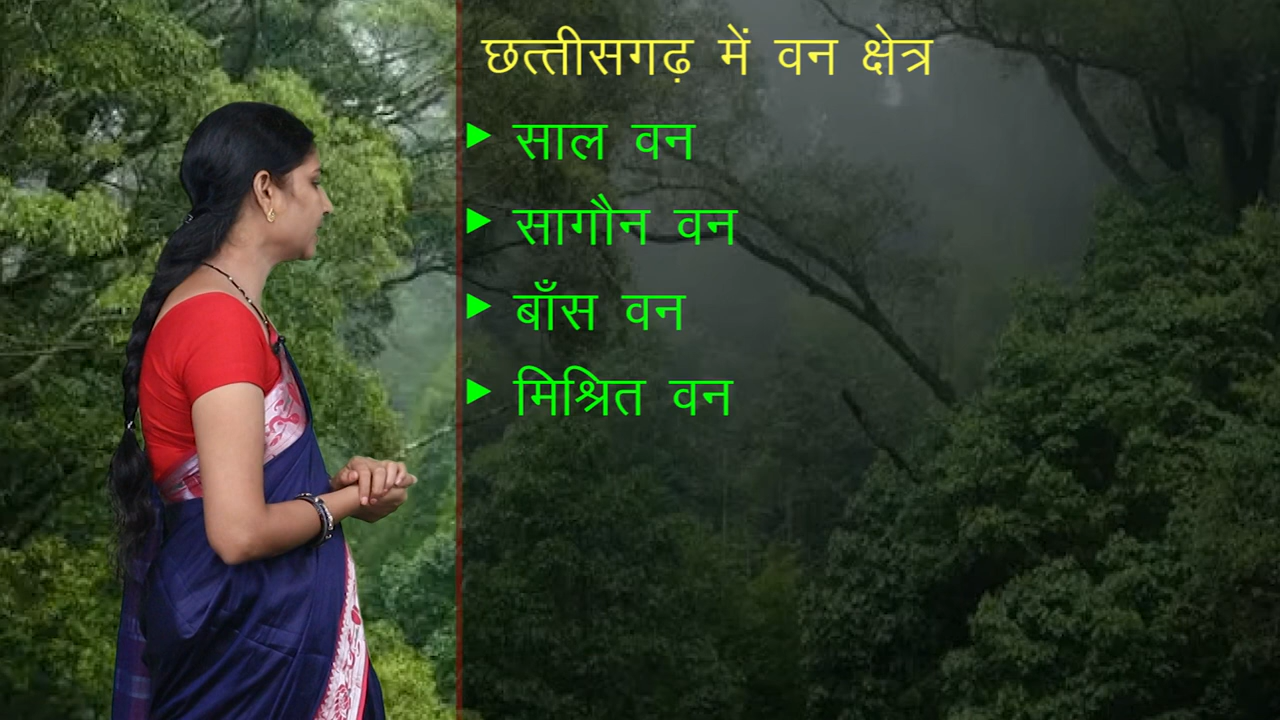 छत्तीसगढ़ में वन क्षेत्र
▶ साल वन
▶ सागौन वन
▶ बाँस वन
▶ मिश्रित वन